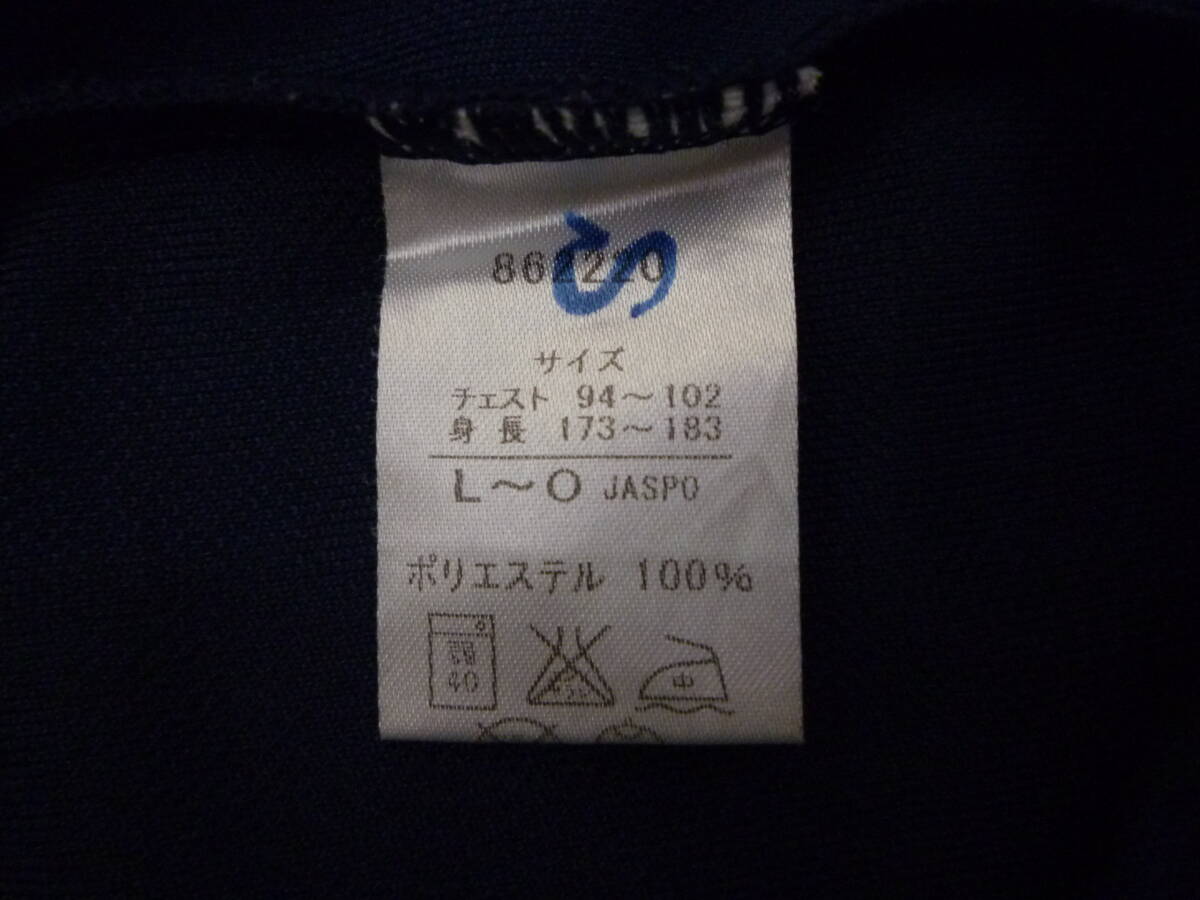 862220
サイズ
チェスト 94～102
身長 173～183
L～O JASPO
ポリエステル 100%
40
中